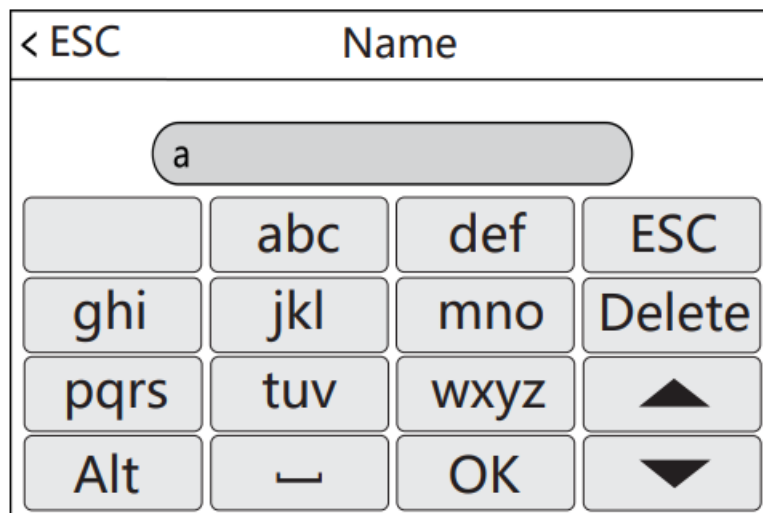 < ESC Name
a
abc def ESC
ghi jkl mno Delete
pqrs tuv wxyz
Alt OK